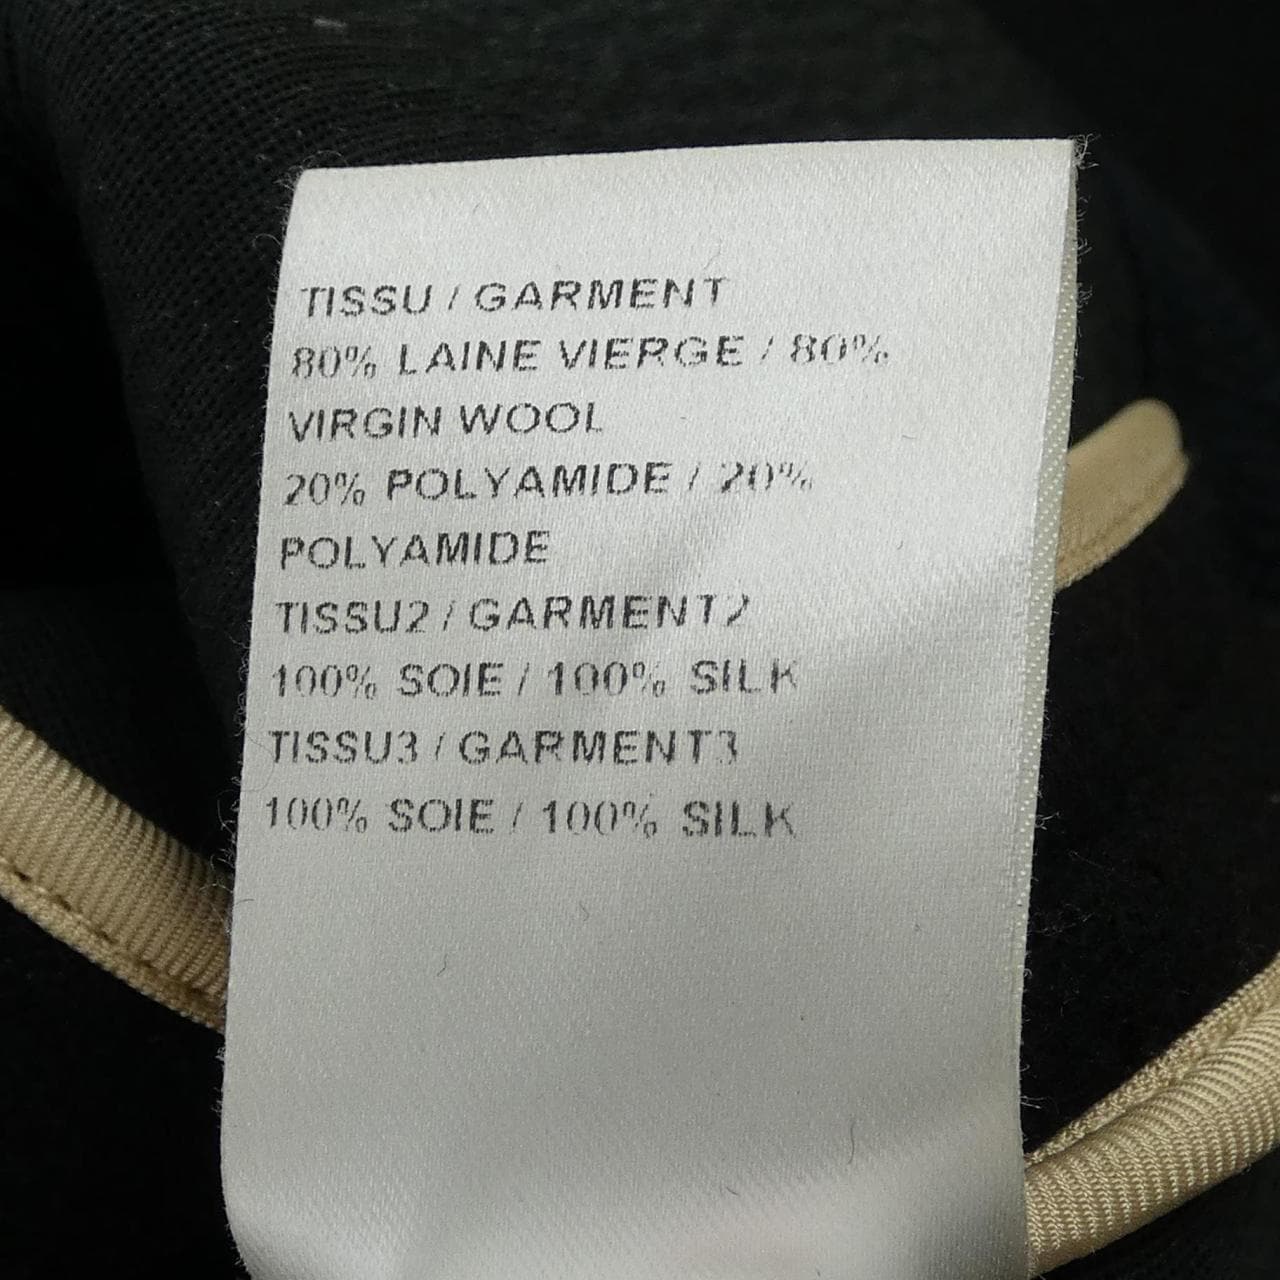 TISSU / GARMENT
80% LAINE VIERGE / 80%
VIRGIN WOOL
20% POLYAMIDE / 20%
POLYAMIDE
TISSU2 / GARMENT2
100% SOIE / 100% SILK
TISSU3 / GARMENT3
100% SOIE / 100% SILK